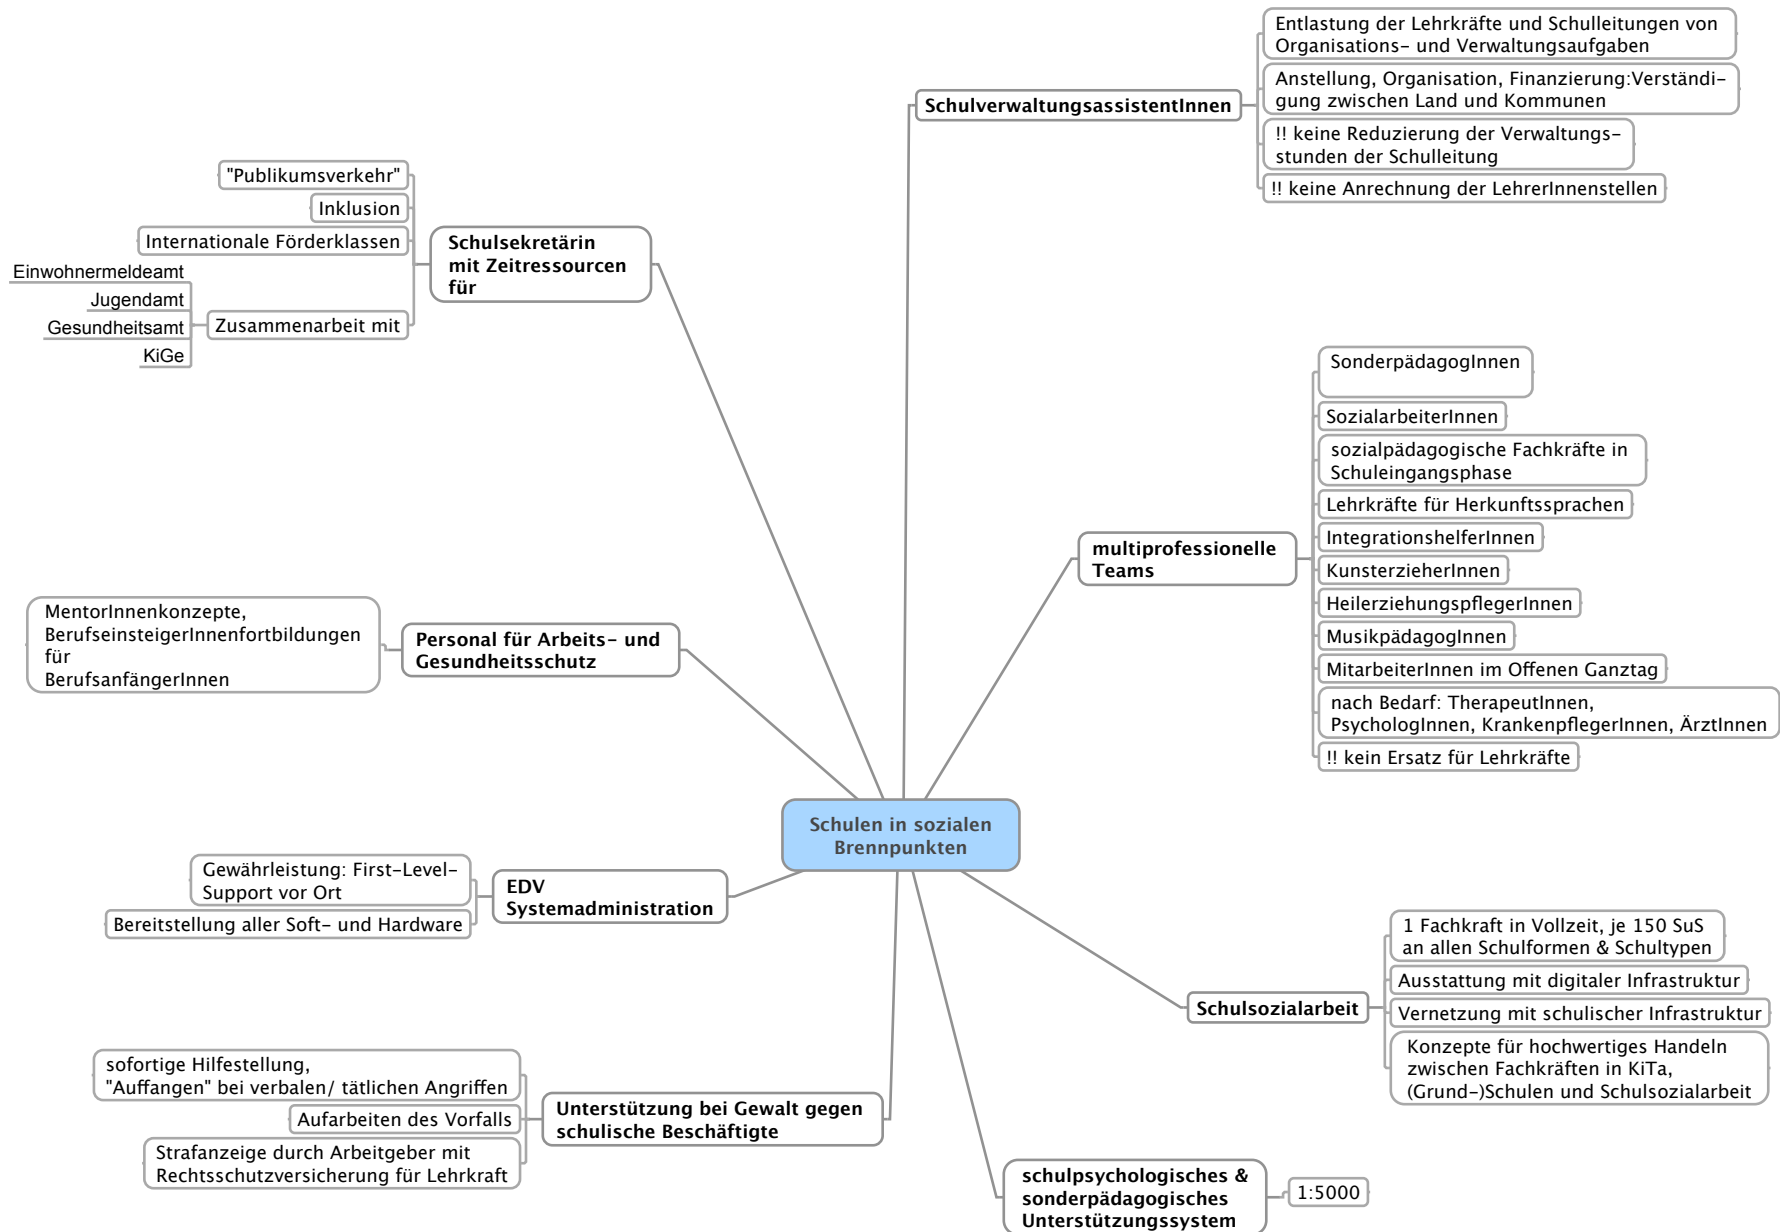 Schulen in sozialen
Brennpunkten
SchulverwaltungsassistentInnen
Entlastung der Lehrkräfte und Schulleitungen von
Organisations- und Verwaltungsaufgaben
Anstellung, Organisation, Finanzierung:Verständi-
gung zwischen Land und Kommunen
!! keine Reduzierung der Verwaltungs-
stunden der Schulleitung
!! keine Anrechnung der LehrerInnenstellen
multiprofessionelle
Teams
SonderpädagogInnen
SozialarbeiterInnen
sozialpädagogische Fachkräfte in
Schuleingangsphase
Lehrkräfte für Herkunftssprachen
IntegrationshelferInnen
KunsterzieherInnen
HeilerziehungspflegerInnen
MusikpädagogInnen
MitarbeiterInnen im Offenen Ganztag
nach Bedarf: TherapeutInnen,
PsychologInnen, KrankenpflegerInnen, ÄrztInnen
!! kein Ersatz für Lehrkräfte
Schulsozialarbeit
1 Fachkraft in Vollzeit, je 150 SuS
an allen Schulformen & Schultypen
Ausstattung mit digitaler Infrastruktur
Vernetzung mit schulischer Infrastruktur
Konzepte für hochwertiges Handeln
zwischen Fachkräften in KiTa,
(Grund-)Schulen und Schulsozialarbeit
schulpsychologisches &
sonderpädagogisches
Unterstützungssystem
1:5000
Schulsekretärin
mit Zeitressourcen
für
"Publikumsverkehr"
Inklusion
Internationale Förderklassen
Zusammenarbeit mit
Einwohnermeldeamt
Jugendamt
Gesundheitsamt
KiGe
Personal für Arbeits- und
Gesundheitsschutz
MentorInnenkonzepte,
BerufseinsteigerInnenfortbildungen
für
BerufsanfängerInnen
EDV
Systemadministration
Gewährleistung: First-Level-
Support vor Ort
Bereitstellung aller Soft- und Hardware
Unterstützung bei Gewalt gegen
schulische Beschäftigte
sofortige Hilfestellung,
"Auffangen" bei verbalen/ tätlichen Angriffen
Aufarbeiten des Vorfalls
Strafanzeige durch Arbeitgeber mit
Rechtsschutzversicherung für Lehrkraft